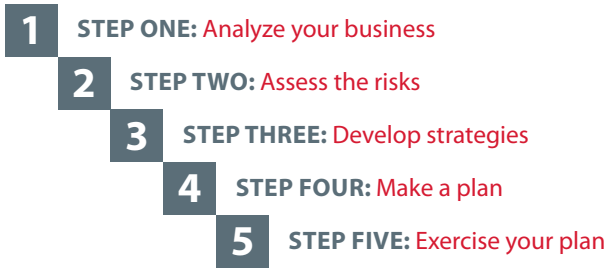 1 STEP ONE: Analyze your business
2 STEP TWO: Assess the risks
3 STEP THREE: Develop strategies
4 STEP FOUR: Make a plan
5 STEP FIVE: Exercise your plan